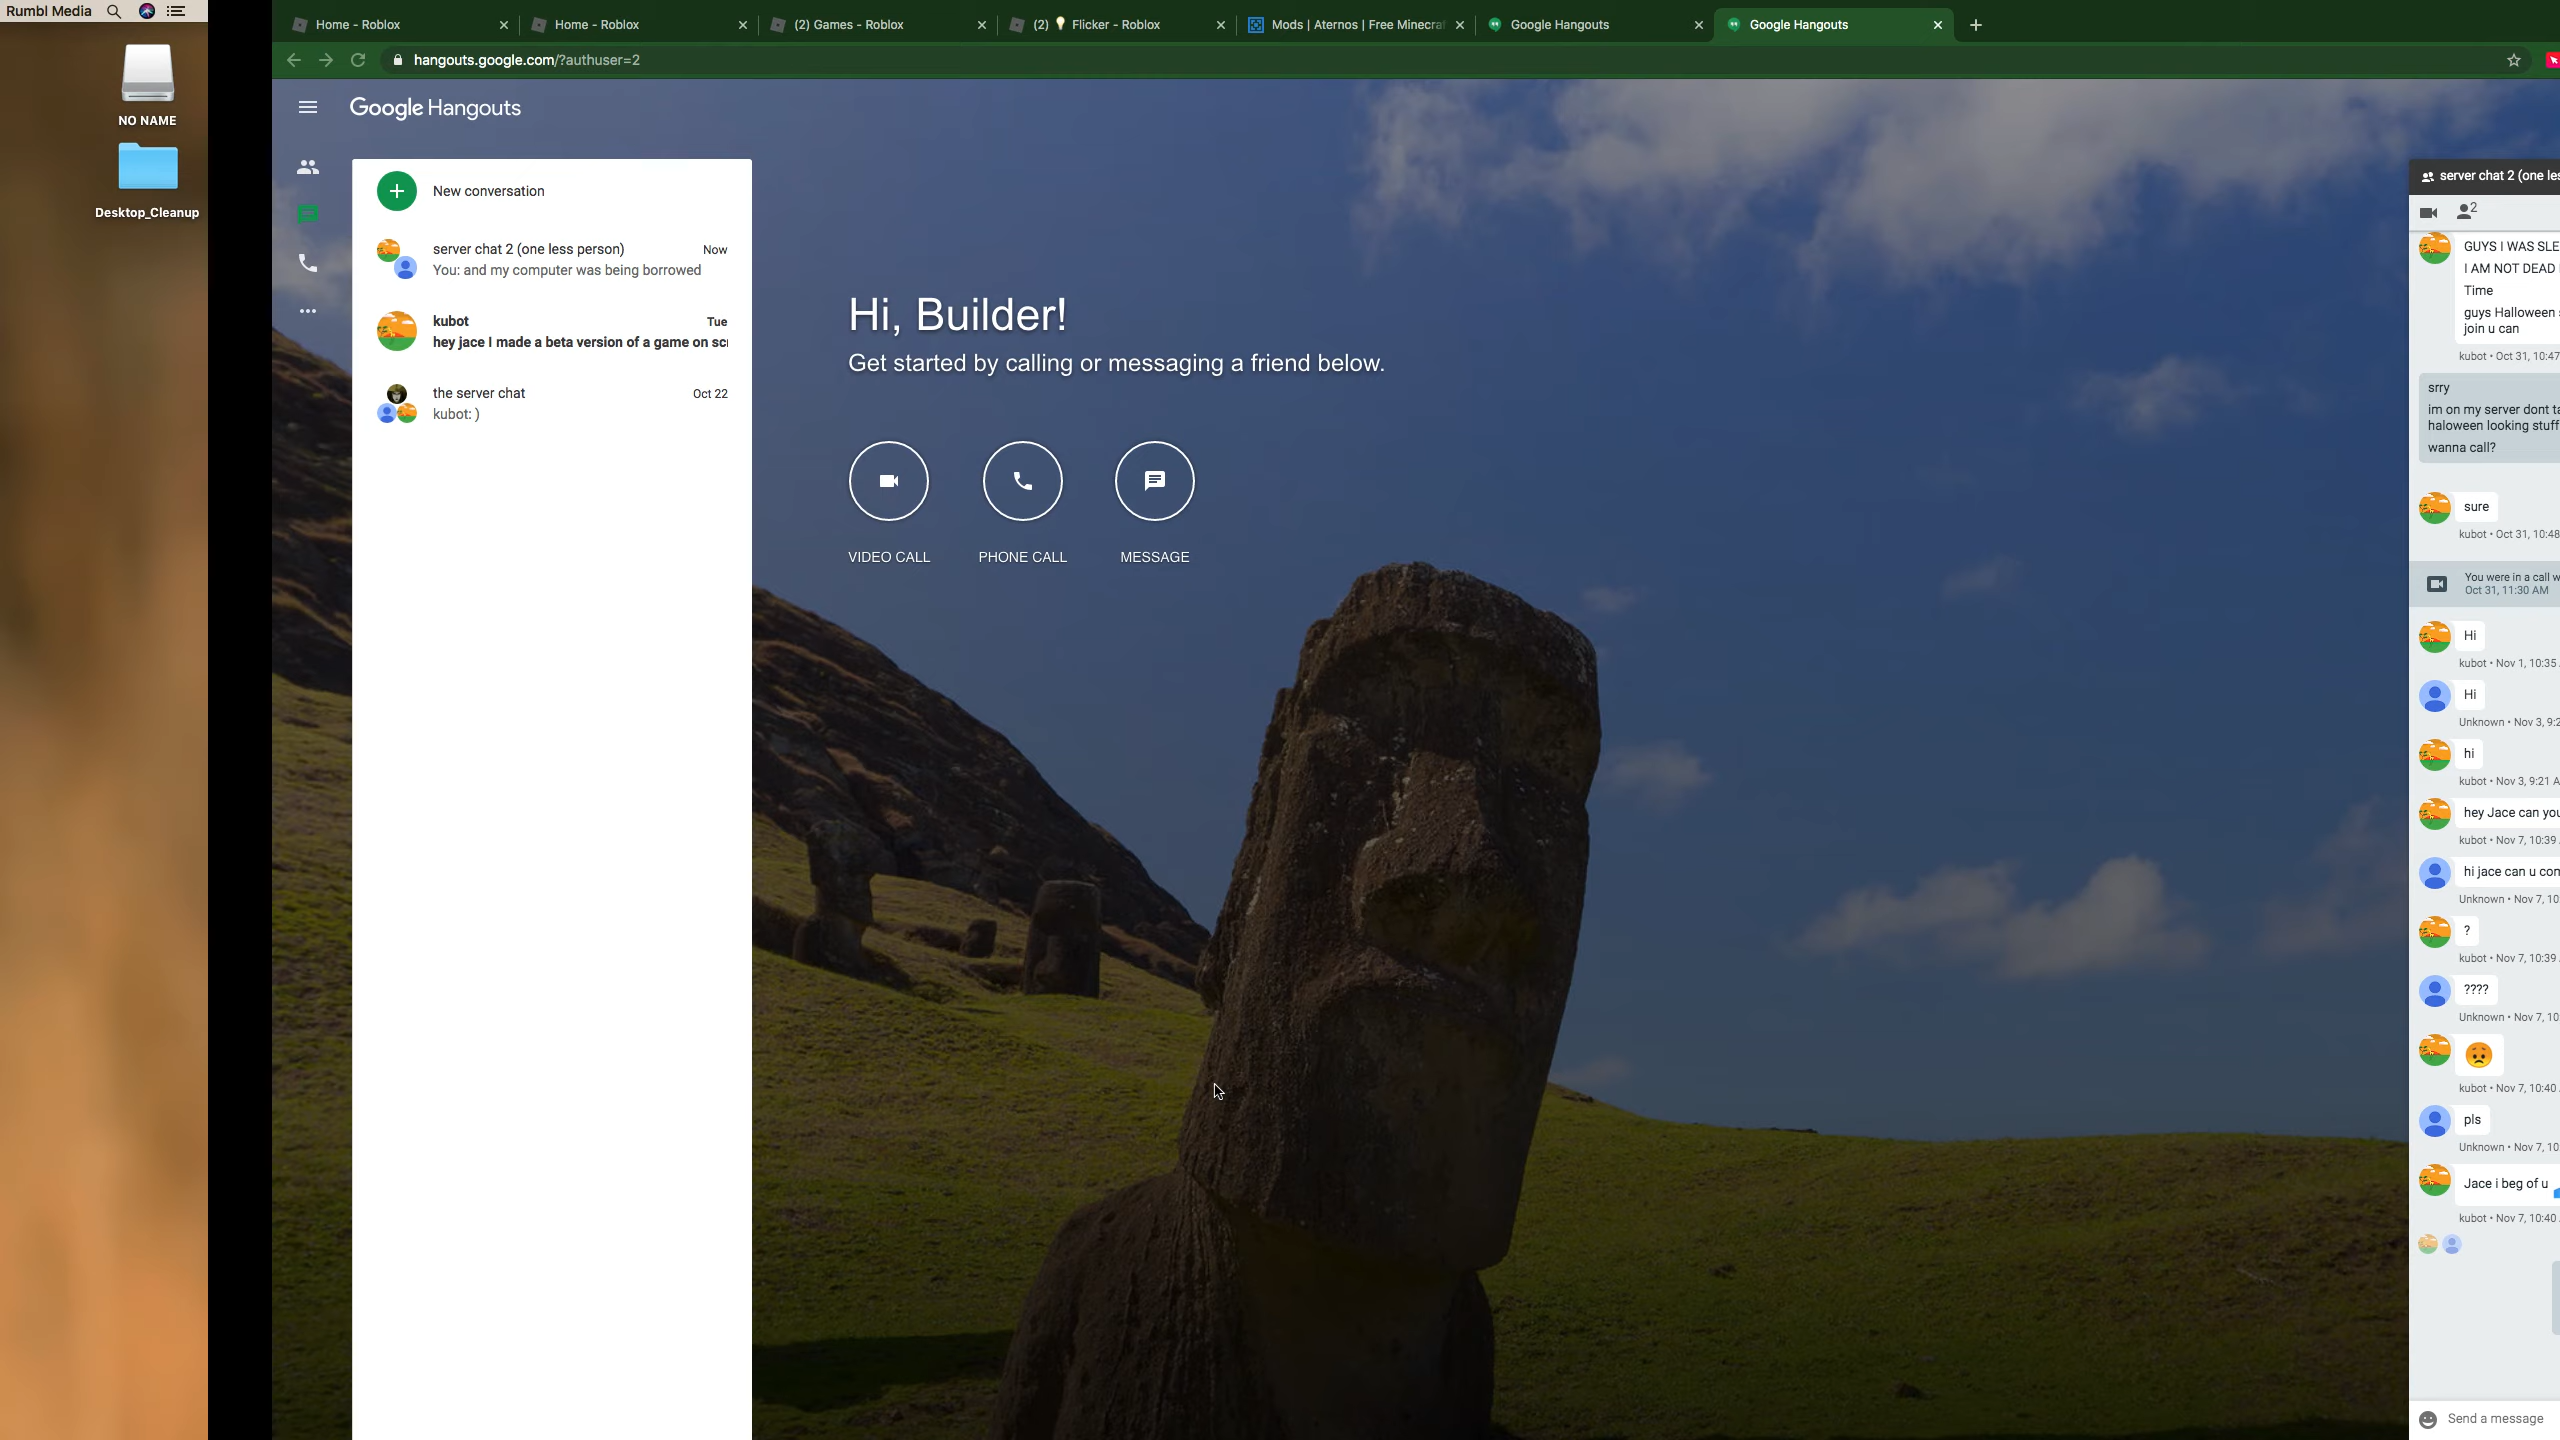 Rumbl Media
NO NAME
Desktop_Cleanup
Home - Roblox
Home - Roblox
(2) Games - Roblox
(2) 💡 Flicker - Roblox
Mods | Aternos | Free Minecraf
Google Hangouts
Google Hangouts
hangouts.google.com/?authuser=2
Google Hangouts
New conversation
server chat 2 (one less person) Now
You: and my computer was being borrowed
kubot Tue
hey jace I made a beta version of a game on scr
the server chat Oct 22
kubot: )
Hi, Builder!
Get started by calling or messaging a friend below.
VIDEO CALL PHONE CALL MESSAGE
server chat 2 (one les
2
GUYS I WAS SLE
I AM NOT DEAD
Time
guys Halloween
join u can
kubot • Oct 31, 10:47
srry
im on my server dont ta
haloween looking stuff
wanna call?
sure
kubot • Oct 31, 10:48
You were in a call w
Oct 31, 11:30 AM
Hi
kubot • Nov 1, 10:35
Hi
Unknown • Nov 3, 9:2
hi
kubot • Nov 3, 9:21 A
hey Jace can you
kubot • Nov 7, 10:39
hi jace can u com
Unknown • Nov 7, 10
?
kubot • Nov 7, 10:39
????
Unknown • Nov 7, 10
😞
kubot • Nov 7, 10:40
pls
Unknown • Nov 7, 10
Jace i beg of u
kubot • Nov 7, 10:40
Send a message